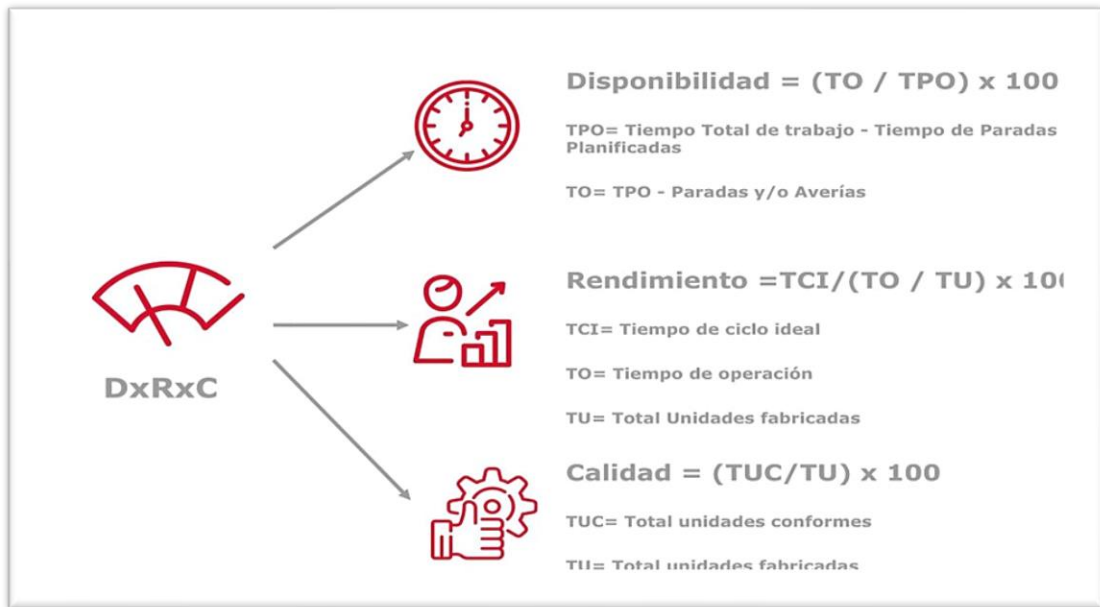 Disponibilidad = (TO / TPO) x 100
TPO= Tiempo Total de trabajo - Tiempo de Paradas
Planificadas
TO= TPO - Paradas y/o Averías
DxRxC
Rendimiento =TCI/(TO / TU) x 10
TCI= Tiempo de ciclo ideal
TO= Tiempo de operación
TU= Total Unidades fabricadas
Calidad = (TUC/TU) x 100
TUC= Total unidades conformes
TU= Total unidades fabricadas